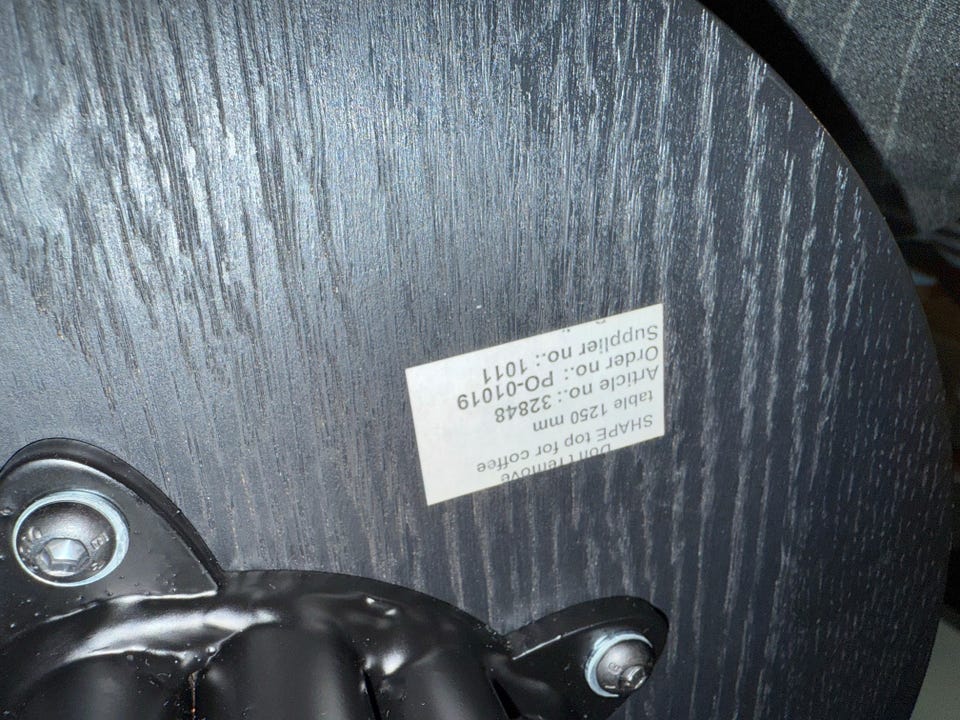 Don't remove
SHAPE top for coffee
table 1250 mm
Article no.: 32848
Order no.: PO-01019
Supplier no.: 1011